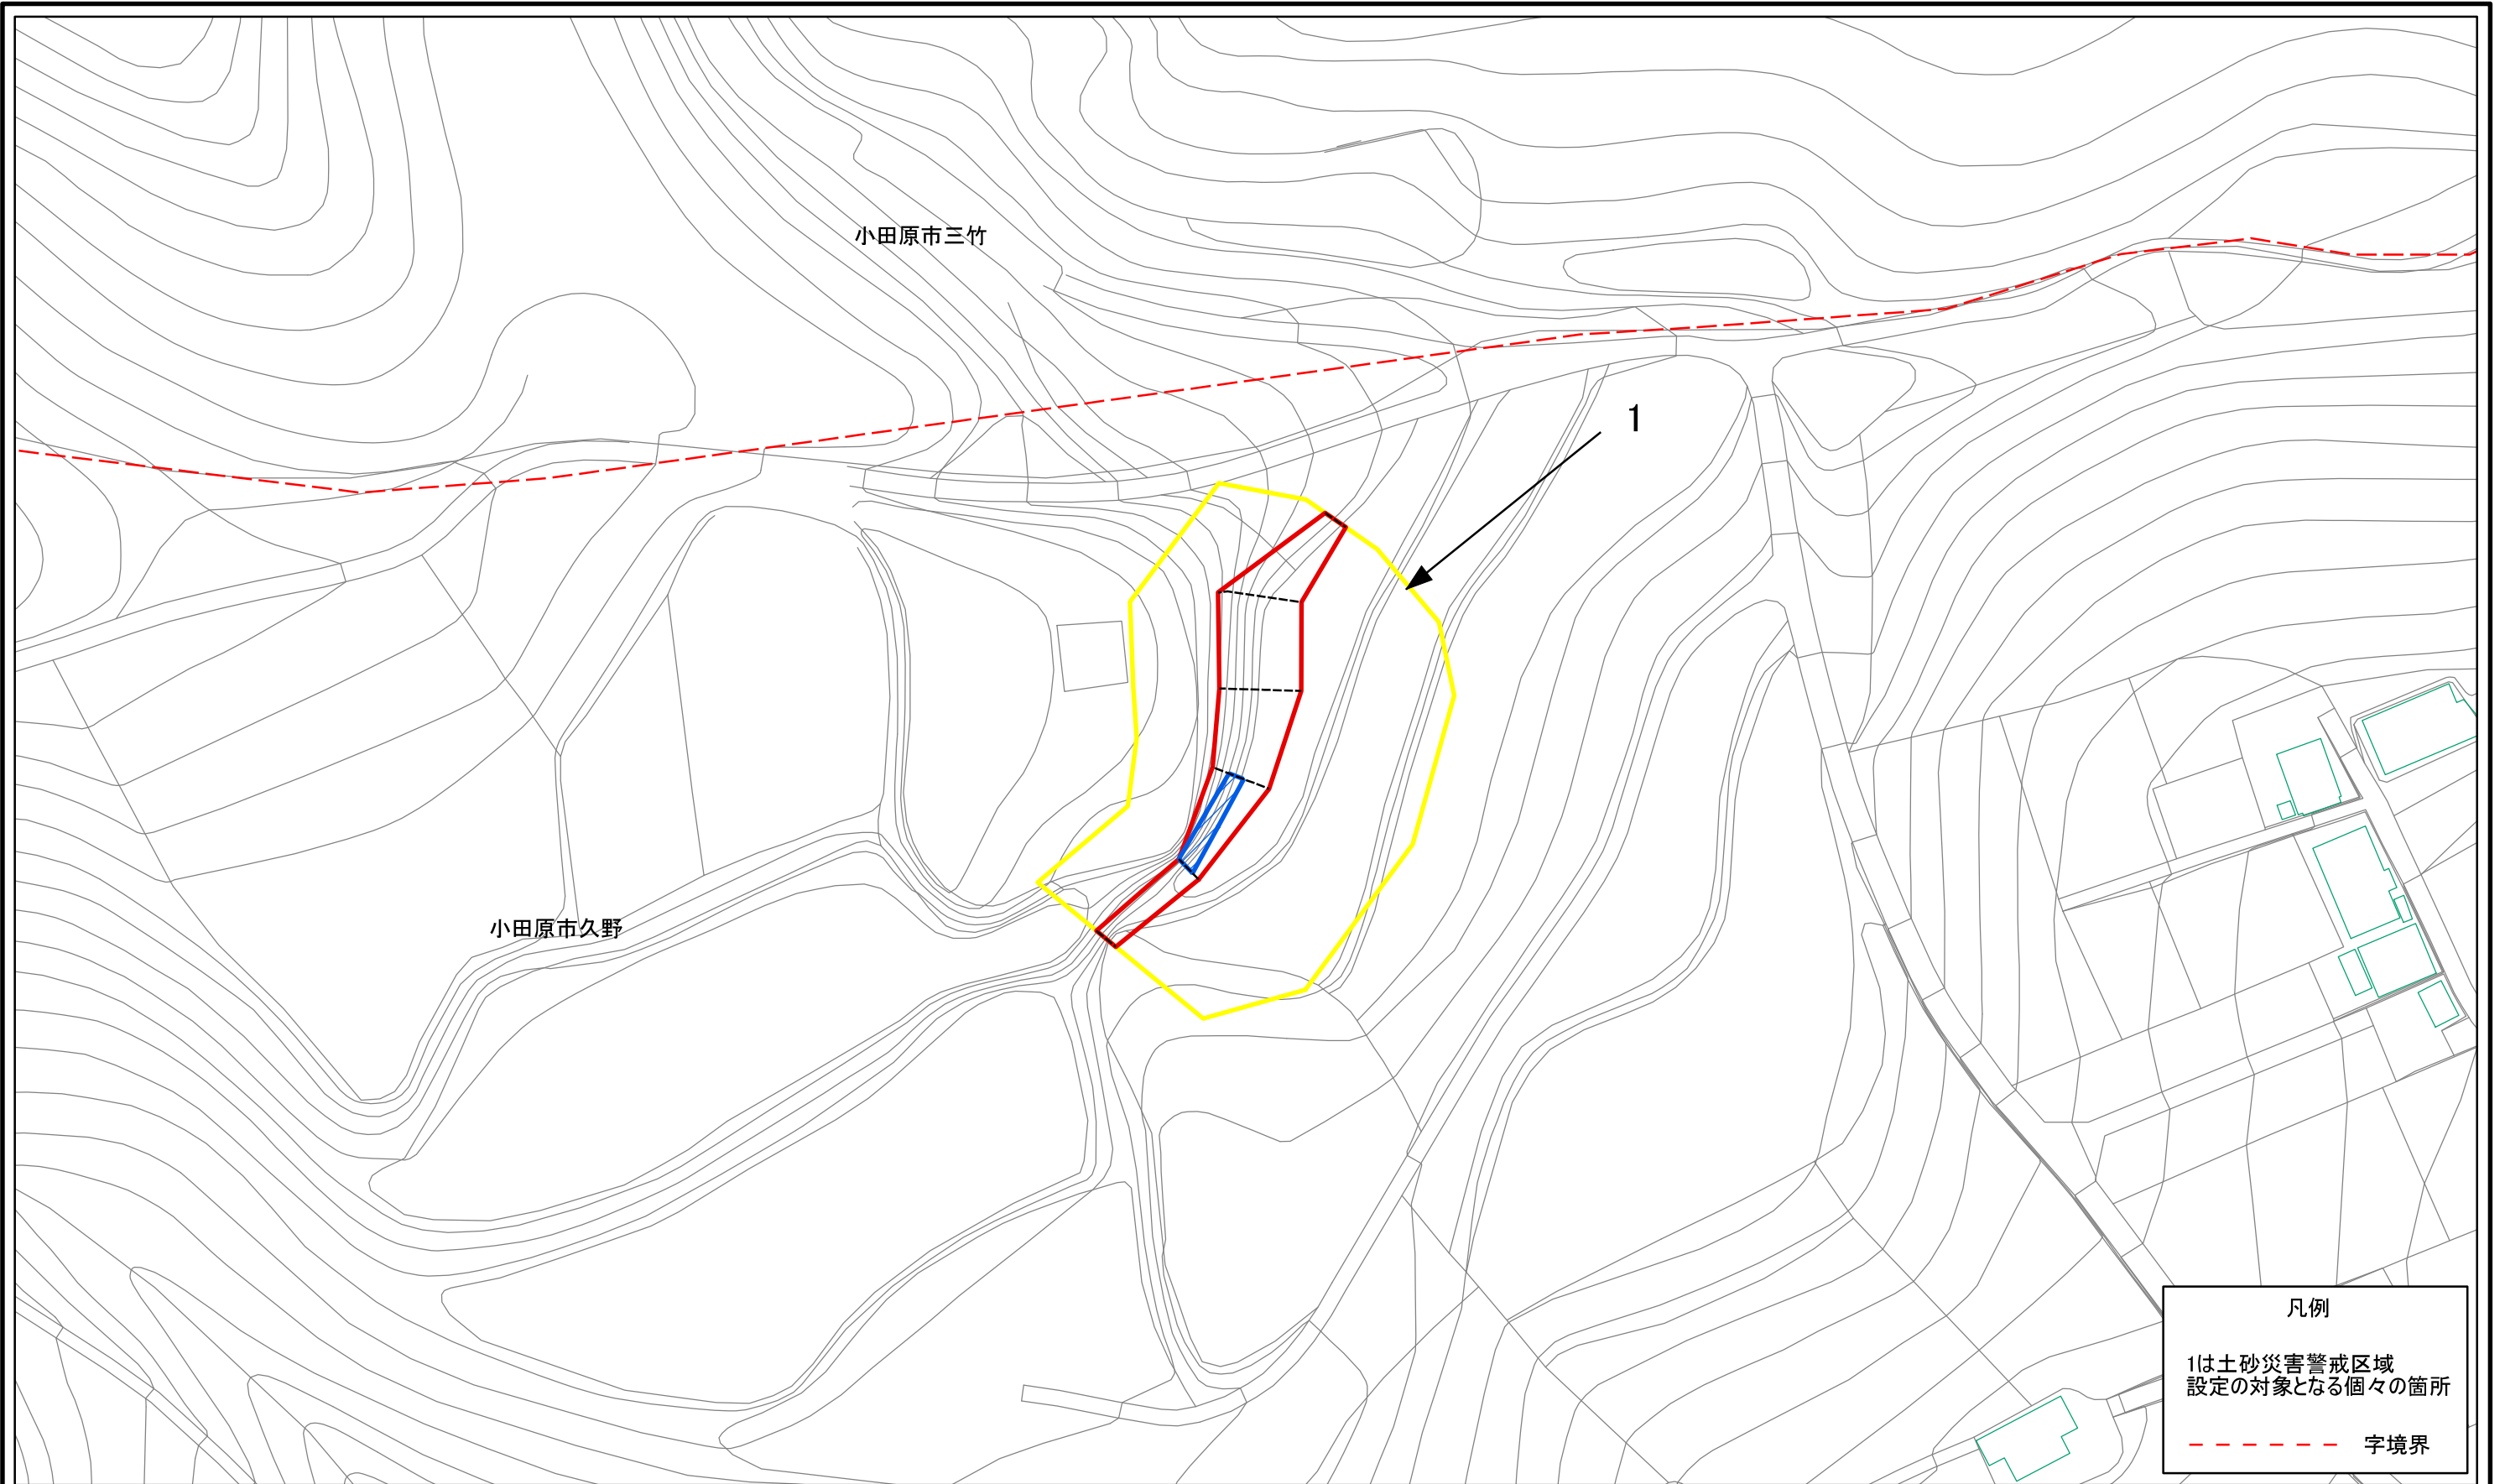 小田原市三竹
1
小田原市久野
凡例
1は土砂災害警戒区域
設定の対象となる個々の箇所
字境界